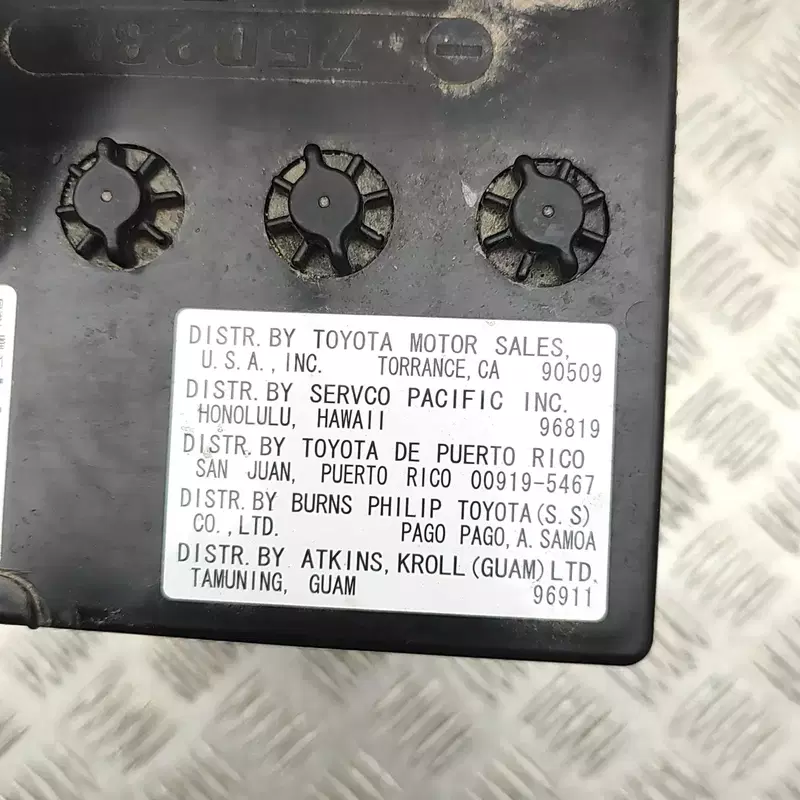 75D23L
DISTR. BY TOYOTA MOTOR SALES,
U.S.A., INC. TORRANCE, CA 90509
DISTR. BY SERVCO PACIFIC INC.
HONOLULU, HAWAII 96819
DISTR. BY TOYOTA DE PUERTO RICO
SAN JUAN, PUERTO RICO 00919-5467
DISTR. BY BURNS PHILIP TOYOTA (S.S)
CO., LTD. PAGO PAGO, A. SAMOA
DISTR. BY ATKINS, KROLL (GUAM) LTD.
TAMUNING, GUAM 96911